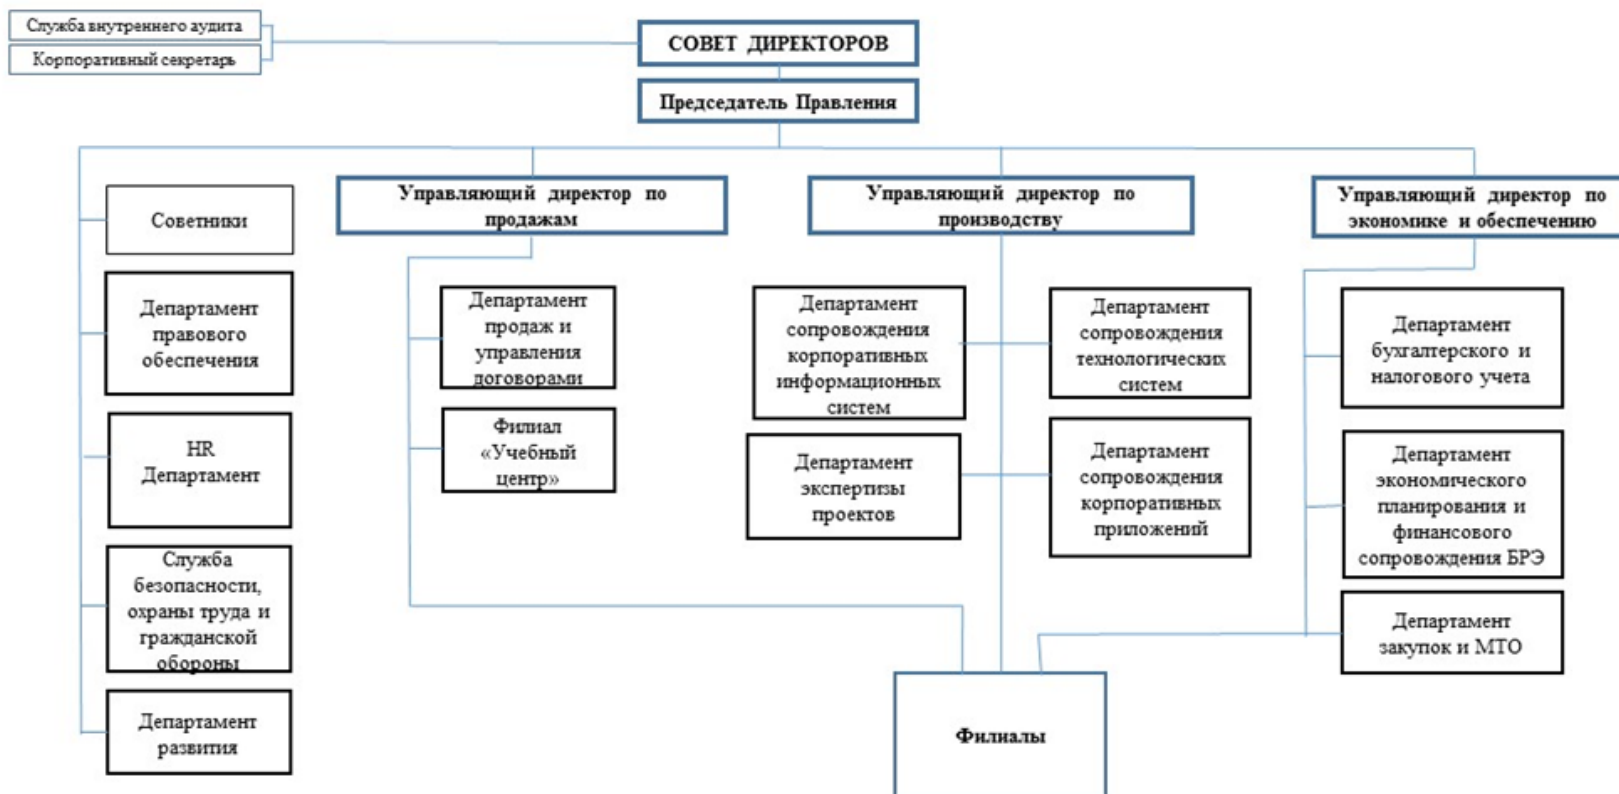 Служба внутреннего аудита
Корпоративный секретарь
СОВЕТ ДИРЕКТОРОВ
Председатель Правления
Советники
Департамент
правового
обеспечения
HR
Департамент
Служба
безопасности,
охраны труда и
гражданской
обороны
Департамент
развития
Управляющий директор по
продажам
Департамент
продаж и
управления
договорами
Филиал
«Учебный
центр»
Управляющий директор по
производству
Департамент
сопровождения
корпоративных
информационных
систем
Департамент
сопровождения
технологических
систем
Департамент
экспертизы
проектов
Департамент
сопровождения
корпоративных
приложений
Управляющий директор по
экономике и обеспечению
Департамент
бухгалтерского и
налогового учета
Департамент
экономического
планирования и
финансового
сопровождения БРЭ
Департамент
закупок и МТО
Филиалы